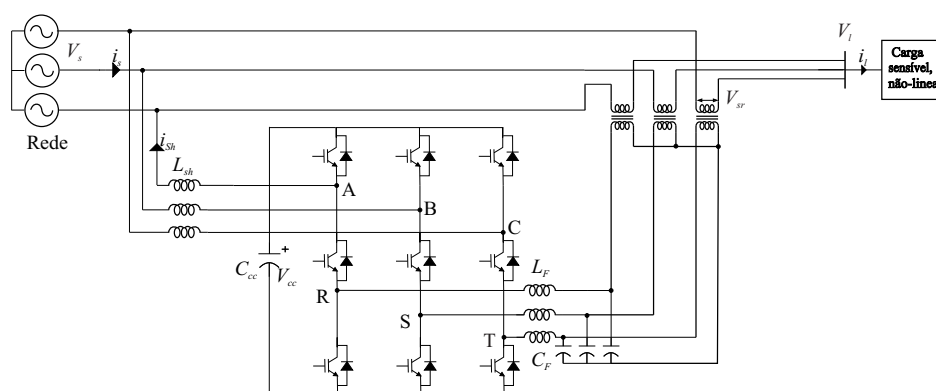 V_s
i_s
Rede
i_Sh
L_sh
A
B
C
C_cc
+
V_cc
R
S
T
L_F
C_F
V_l
i_l
V_sr
Carga
sensível,
não-linea